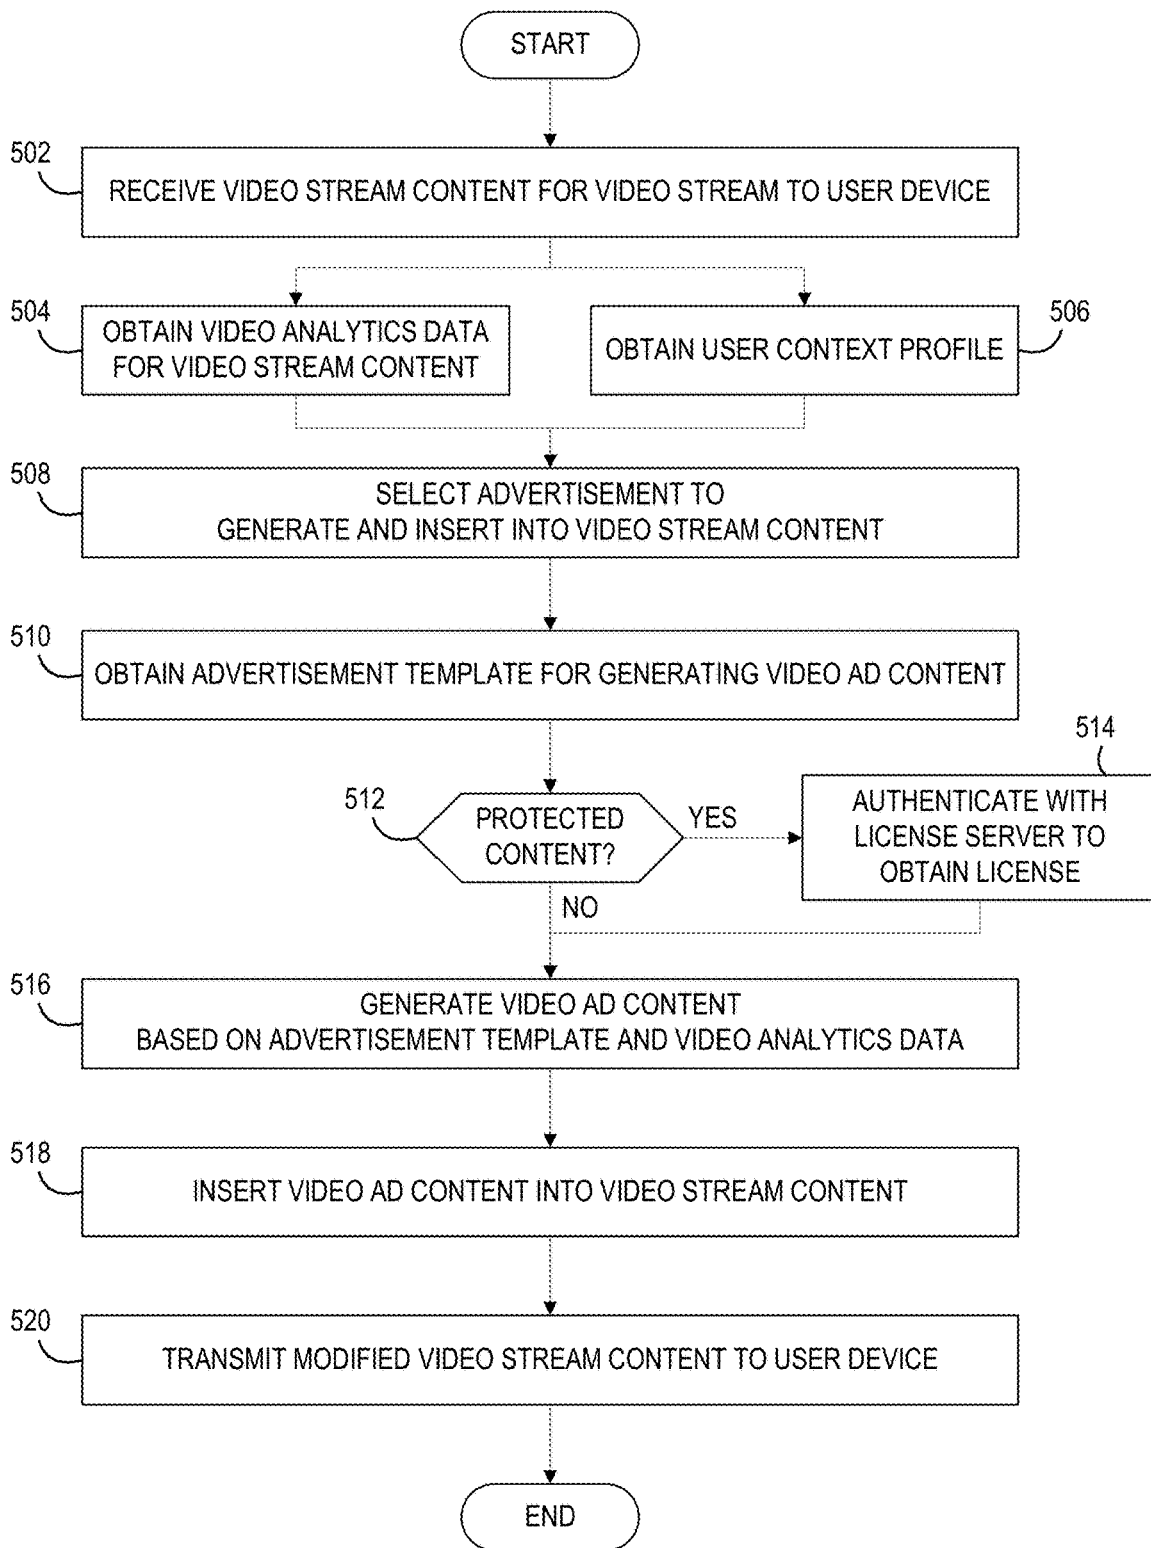 START
502
RECEIVE VIDEO STREAM CONTENT FOR VIDEO STREAM TO USER DEVICE
504
OBTAIN VIDEO ANALYTICS DATA
FOR VIDEO STREAM CONTENT
506
OBTAIN USER CONTEXT PROFILE
508
SELECT ADVERTISEMENT TO
GENERATE AND INSERT INTO VIDEO STREAM CONTENT
510
OBTAIN ADVERTISEMENT TEMPLATE FOR GENERATING VIDEO AD CONTENT
512
PROTECTED
CONTENT?
YES
514
AUTHENTICATE WITH
LICENSE SERVER TO
OBTAIN LICENSE
NO
516
GENERATE VIDEO AD CONTENT
BASED ON ADVERTISEMENT TEMPLATE AND VIDEO ANALYTICS DATA
518
INSERT VIDEO AD CONTENT INTO VIDEO STREAM CONTENT
520
TRANSMIT MODIFIED VIDEO STREAM CONTENT TO USER DEVICE
END